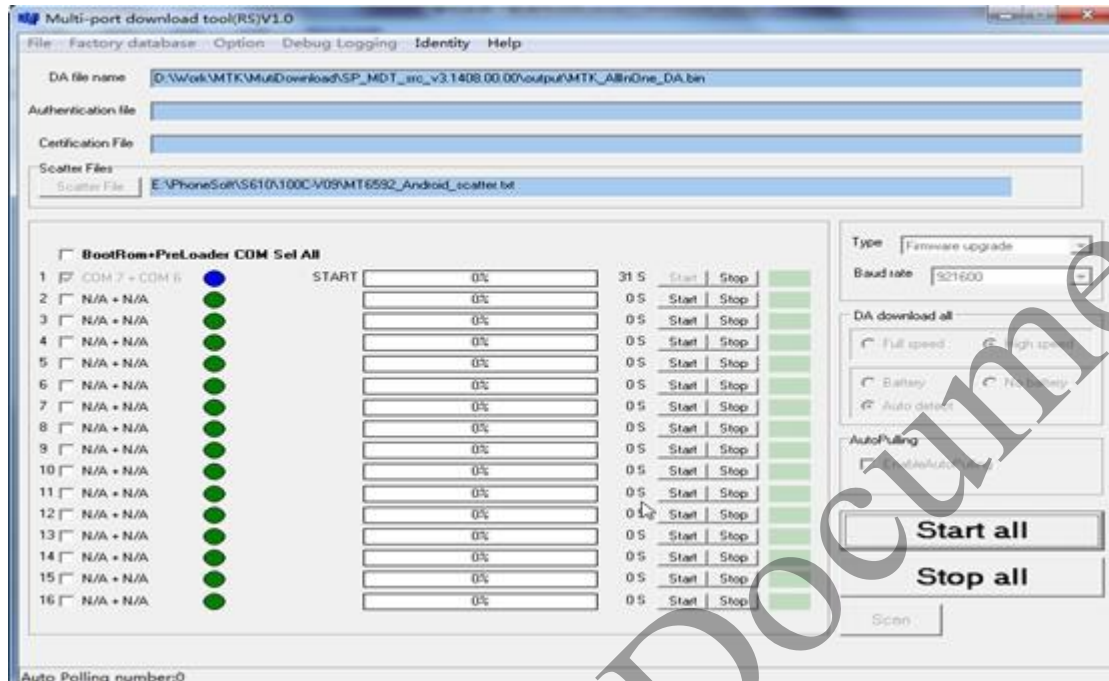 Multi-port download tool(RS)V1.0
File Factory database Option Debug Logging Identity Help
DA file name D:\Work\MTK\MutiDownload\SP_MDT_src_v3.1408.00.00\output\MTK_AllInOne_DA.bin
Authentication file
Certification File
Scatter Files
Scatter File E:\PhoneSoft\S610\100C-V09\MT6592_Android_scatter.txt
BootRom+PreLoader COM Sel All
1 COM 7 + COM 6 START 0% 31 S Start Stop
2 N/A + N/A 0% 0 S Start Stop
3 N/A + N/A 0% 0 S Start Stop
4 N/A + N/A 0% 0 S Start Stop
5 N/A + N/A 0% 0 S Start Stop
6 N/A + N/A 0% 0 S Start Stop
7 N/A + N/A 0% 0 S Start Stop
8 N/A + N/A 0% 0 S Start Stop
9 N/A + N/A 0% 0 S Start Stop
10 N/A + N/A 0% 0 S Start Stop
11 N/A + N/A 0% 0 S Start Stop
12 N/A + N/A 0% 0 S Start Stop
13 N/A + N/A 0% 0 S Start Stop
14 N/A + N/A 0% 0 S Start Stop
15 N/A + N/A 0% 0 S Start Stop
16 N/A + N/A 0% 0 S Start Stop
Type Firmware upgrade
Baud rate 921600
DA download all
Full speed High speed
Battery No battery
Auto detect
AutoPulling
EnableAutoPulling
Start all
Stop all
Scan
Auto Polling number:0
Docume